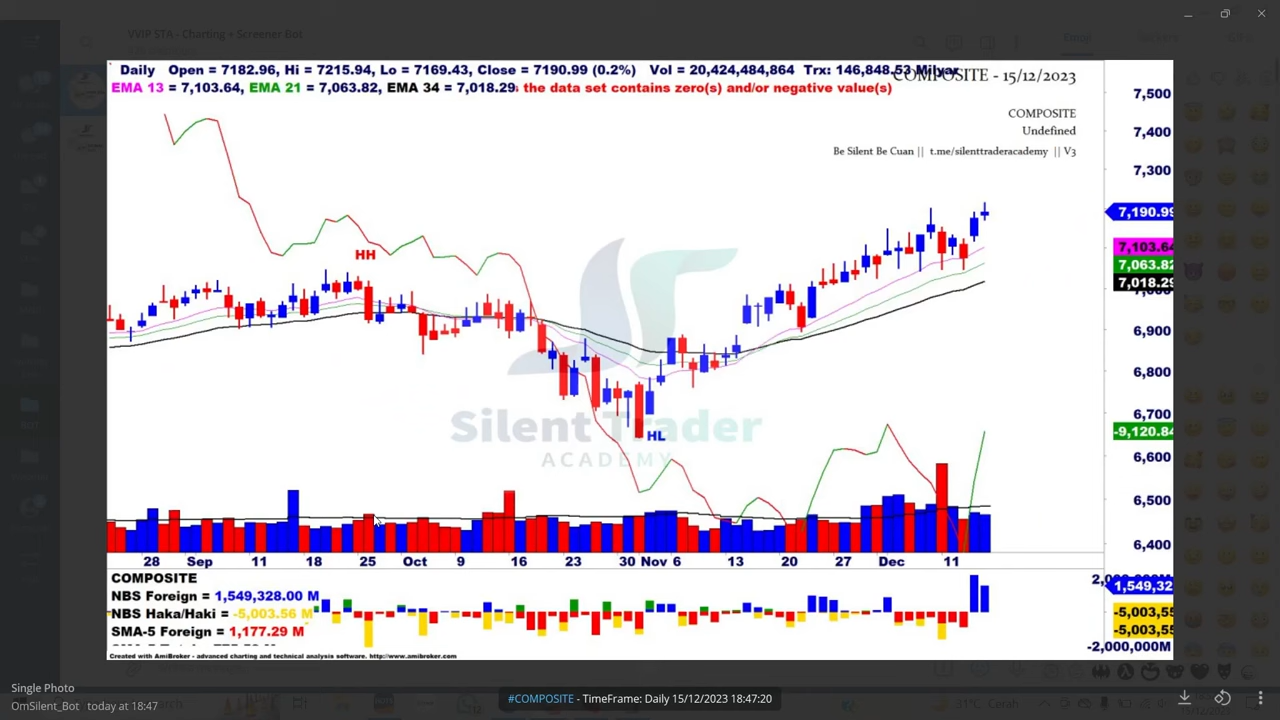 VVIP STA - Charting + Screener Bot
Daily Open = 7182.96, Hi = 7215.94, Lo = 7169.43, Close = 7190.99 (0.2%) Vol = 20,424,484,864 Trx: 146,848.53 Milyar
COMPOSITE - 15/12/2023
EMA 13 = 7,103.64, EMA 21 = 7,063.82, EMA 34 = 7,018.29 the data set contains zero(s) and/or negative value(s)
COMPOSITE
Undefined
Be Silent Be Cuan || t.me/silenttraderacademy || V3
7,500
7,400
7,300
7,190.99
7,103.64
7,063.82
7,018.29
6,900
6,800
6,700
-9,120.84
6,600
6,500
6,400
HH
HL
Silent Trader
ACADEMY
28 Sep 11 18 25 Oct 9 16 23 30 Nov 6 13 20 27 Dec 11
COMPOSITE
NBS Foreign = 1,549,328.00 M
NBS Haka/Haki = -5,003.56 M
SMA-5 Foreign = 1,177.29 M
1,549,32
-5,003,55
-5,003,55
-2,000,000M
Created with AmiBroker - advanced charting and technical analysis software. http://www.amibroker.com
Single Photo
OmSilent_Bot today at 18:47
#COMPOSITE - TimeFrame: Daily 15/12/2023 18:47:20
31°C Cerah